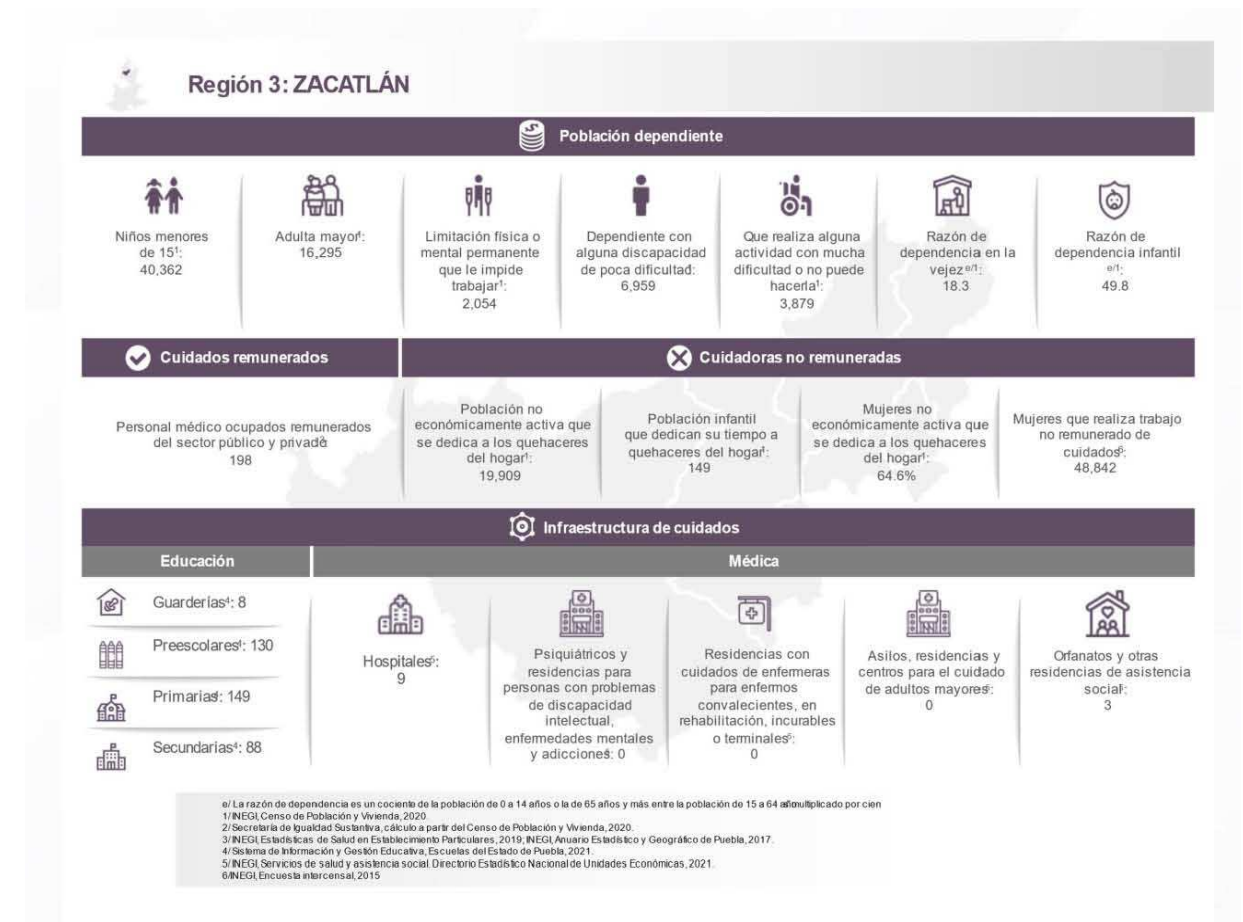 Región 3: ZACATLÁN
Población dependiente
Niños menores
de 15¹:
40,362
Adulta mayor¹:
16,295
Limitación física o
mental permanente
que le impide
trabajar¹:
2,054
Dependiente con
alguna discapacidad
de poca dificultad:
6,959
Que realiza alguna
actividad con mucha
dificultad o no puede
hacerla¹:
3,879
Razón de
dependencia en la
vejez e/1:
18.3
Razón de
dependencia infantil
e/1:
49.8
Cuidados remunerados
Cuidadoras no remuneradas
Personal médico ocupados remunerados
del sector público y privado
198
Población no
económicamente activa que
se dedica a los quehaceres
del hogar¹:
19,909
Población infantil
que dedican su tiempo a
quehaceres del hogar¹:
149
Mujeres no
económicamente activa que
se dedica a los quehaceres
del hogar¹:
64.6%
Mujeres que realiza trabajo
no remunerado de
cuidados⁶:
48,842
Infraestructura de cuidados
Educación
Médica
Guarderías⁴: 8
Preescolares⁴: 130
Primarias⁴: 149
Secundarias⁴: 88
Hospitales⁵:
9
Psiquiátricos y
residencias para
personas con problemas
de discapacidad
intelectual,
enfermedades mentales
y adicciones: 0
Residencias con
cuidados de enfermeras
para enfermos
convalecientes, en
rehabilitación, incurables
o terminales⁵:
0
Asilos, residencias y
centros para el cuidado
de adultos mayores⁵:
0
Orfanatos y otras
residencias de asistencia
social⁵:
3
e/ La razón de dependencia es un cociente de la población de 0 a 14 años o la de 65 años y más entre la población de 15 a 64 años multiplicado por cien
1/INEGI, Censo de Población y Vivienda, 2020
2/Secretaría de Igualdad Sustantiva, cálculo a partir del Censo de Población y Vivienda, 2020.
3/INEGI, Estadísticas de Salud en Establecimiento Particulares, 2019; INEGI, Anuario Estadístico y Geográfico de Puebla, 2017.
4/Sistema de Información y Gestión Educativa, Escuelas del Estado de Puebla, 2021.
5/INEGI, Servicios de salud y asistencia social. Directorio Estadístico Nacional de Unidades Económicas, 2021.
6/INEGI, Encuesta intercensal, 2015